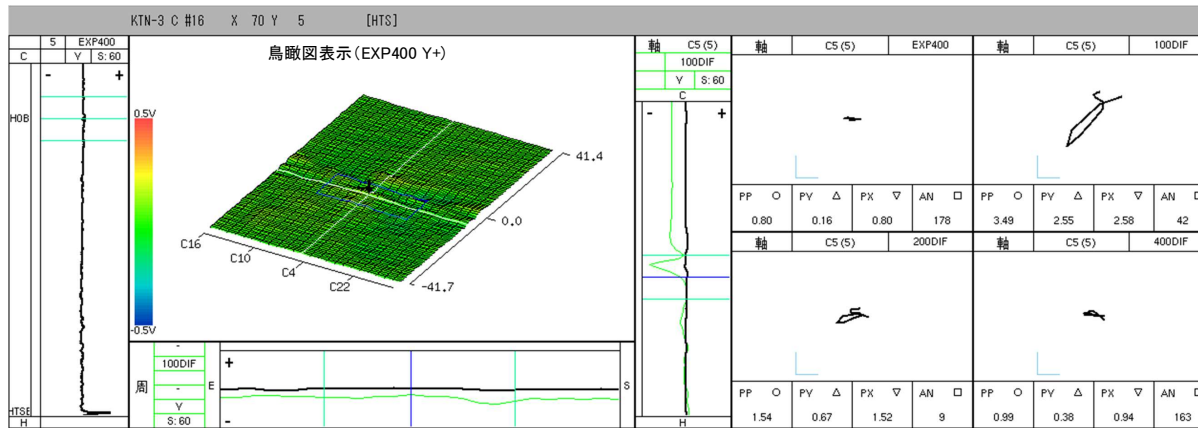 KTN-3 C #16 X 70 Y 5 [HTS]
5 EXP400
C Y S:60
- +
H0B
HTSE
H
鳥瞰図表示(EXP400 Y+)
0.5V
-0.5V
41.4
0.0
-41.7
C16
C10
C4
C22
周
-
100DIF
-
Y
S:60
E
+
-
S
軸 C5(5)
100DIF
Y S:60
C
- +
H
軸 C5(5) EXP400
PP ○ PY △ PX ▽ AN □
0.80 0.16 0.80 178
軸 C5(5) 100DIF
PP ○ PY △ PX ▽ AN □
3.49 2.55 2.58 42
軸 C5(5) 200DIF
PP ○ PY △ PX ▽ AN □
1.54 0.67 1.52 9
軸 C5(5) 400DIF
PP ○ PY △ PX ▽ AN □
0.99 0.38 0.94 163